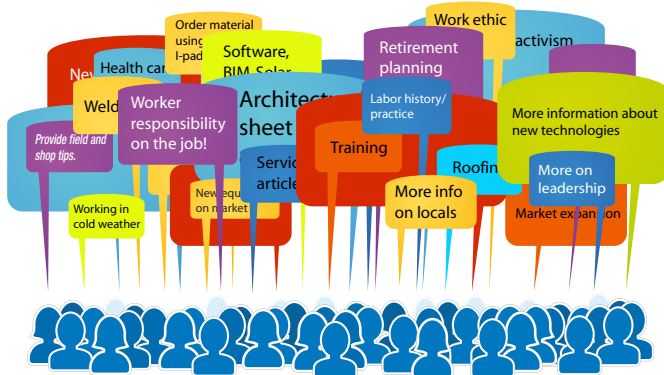 Order material
using
I-pad
Work ethic
activism
Software,
BIM, Solar
Retirement
planning
Health car
New
Weld
Worker
responsibility
on the job!
Architectu
sheet
Labor history/
practice
More information about
new technologies
Provide field and
shop tips.
Training
Service
article
Roofin
More on
leadership
New equ
on market
More info
on locals
Working in
cold weather
Market expansion